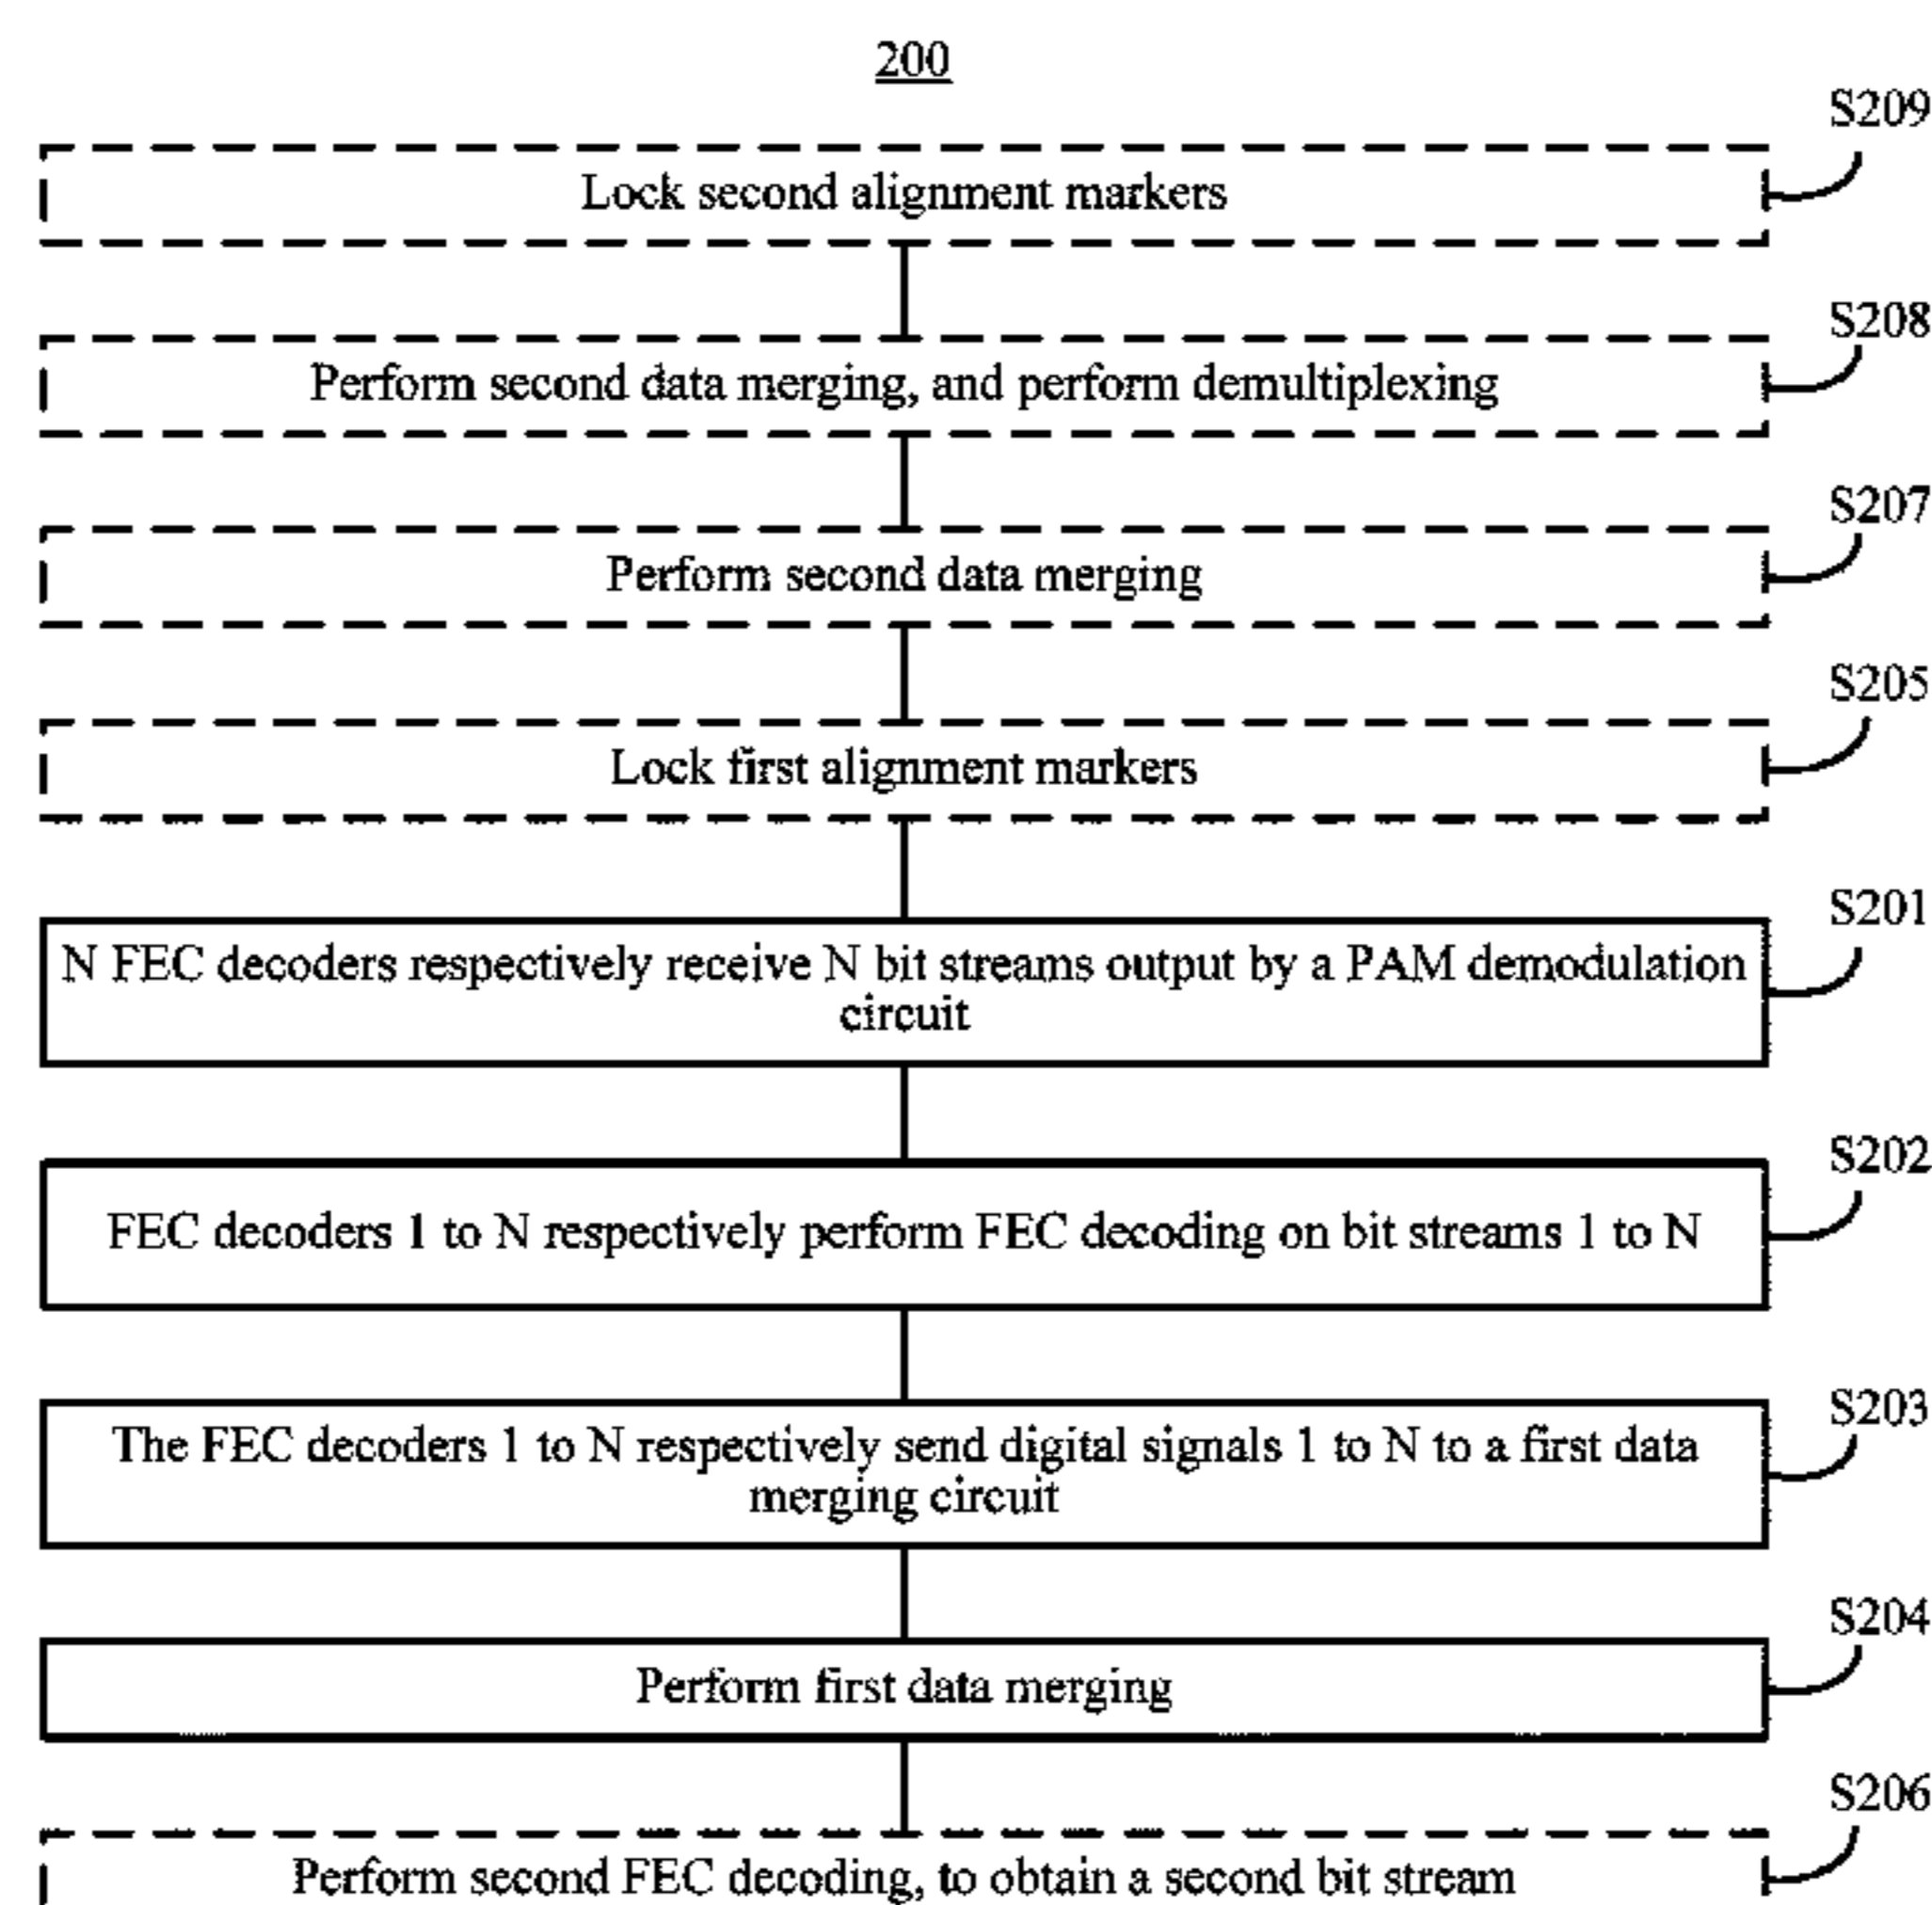 200
S209
Lock second alignment markers
S208
Perform second data merging, and perform demultiplexing
S207
Perform second data merging
S205
Lock first alignment markers
S201
N FEC decoders respectively receive N bit streams output by a PAM demodulation
circuit
S202
FEC decoders 1 to N respectively perform FEC decoding on bit streams 1 to N
S203
The FEC decoders 1 to N respectively send digital signals 1 to N to a first data
merging circuit
S204
Perform first data merging
S206
Perform second FEC decoding, to obtain a second bit stream